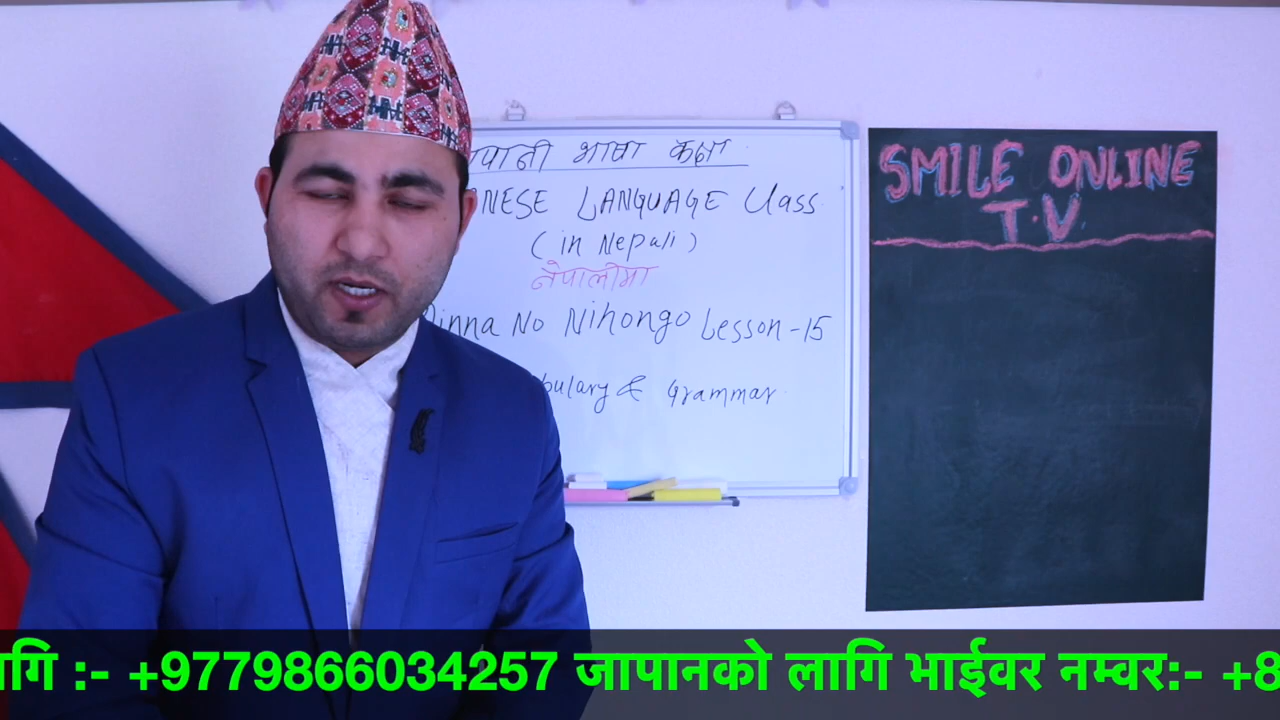 पानी भाषा कक्षा
NESE LANGUAGE Class
(in Nepali)
नेपालीमा
inna No Nihongo Lesson-15
bulary & Grammar
SMILE ONLINE
T.V
गि :- +9779866034257 जापानको लागि भाईवर नम्वर:- +8